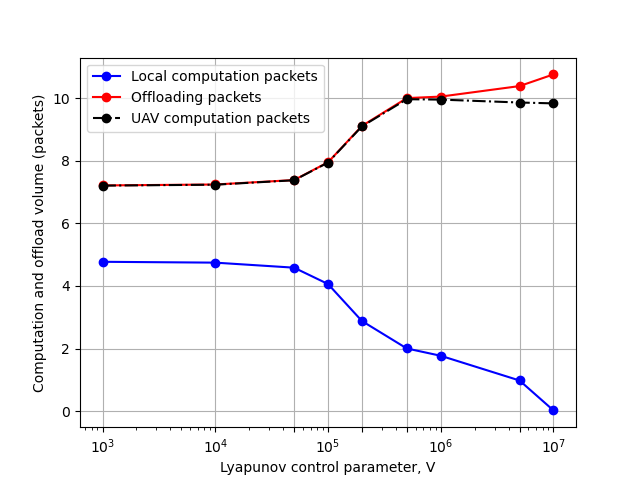 Local computation packets
Offloading packets
UAV computation packets
Computation and offload volume (packets)
10
8
6
4
2
0
10³ 10⁴ 10⁵ 10⁶ 10⁷
Lyapunov control parameter, V